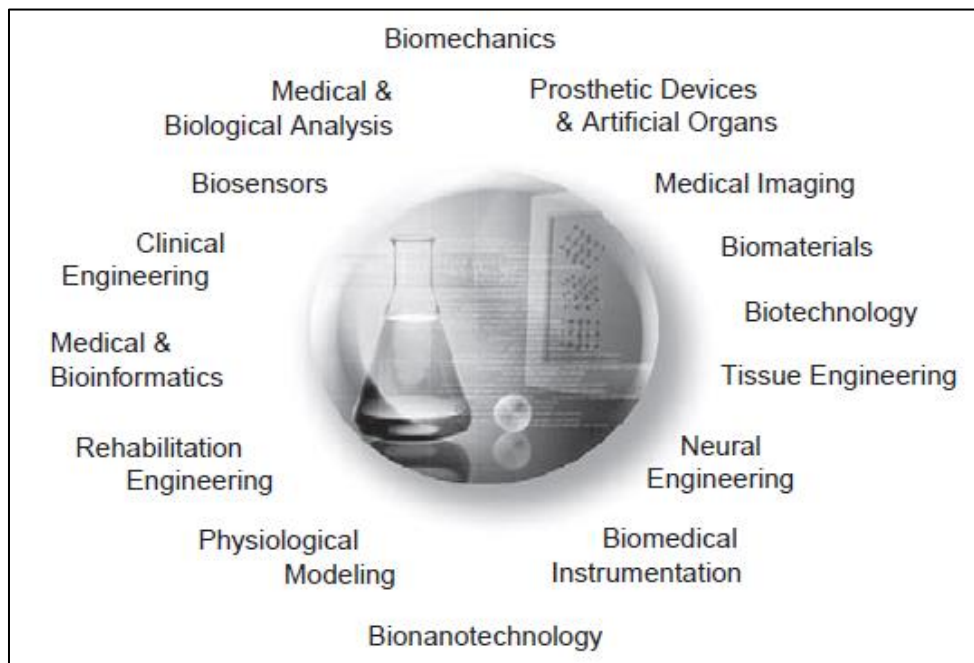 Biomechanics
Medical &
Biological Analysis
Prosthetic Devices
& Artificial Organs
Biosensors
Medical Imaging
Clinical
Engineering
Biomaterials
Biotechnology
Medical &
Bioinformatics
Tissue Engineering
Rehabilitation
Engineering
Neural
Engineering
Physiological
Modeling
Biomedical
Instrumentation
Bionanotechnology